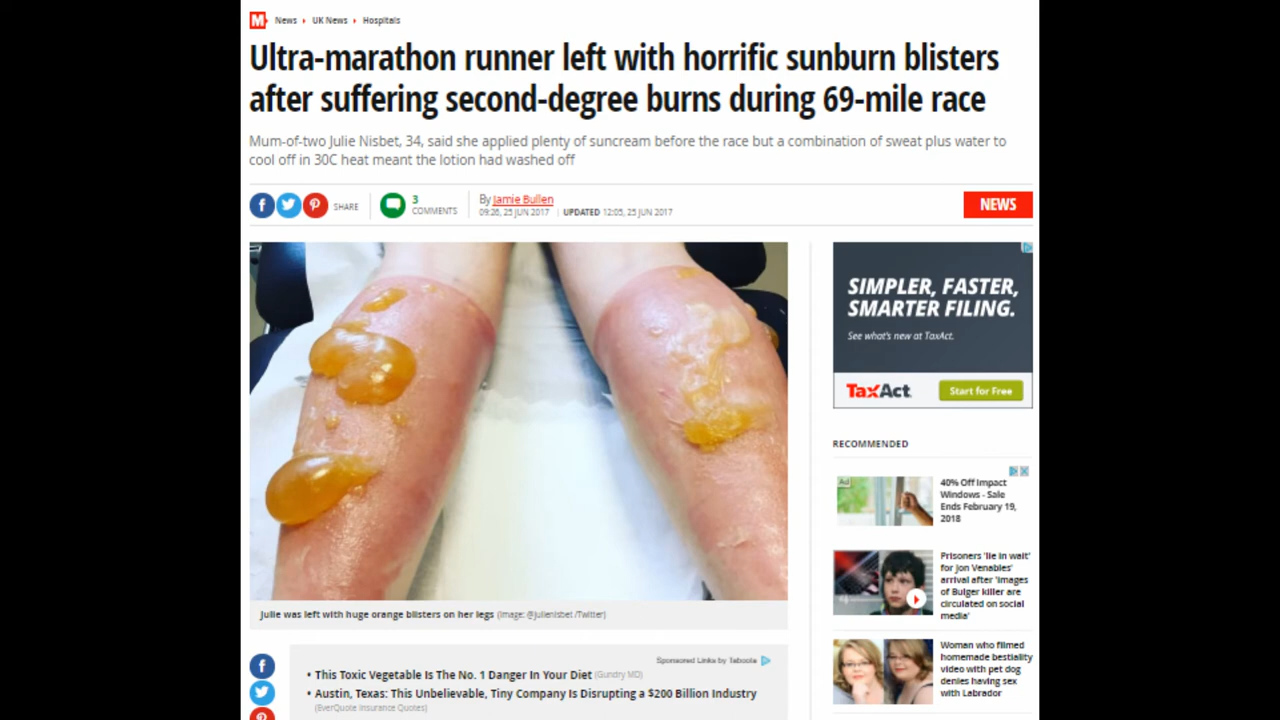 M
News ▸ UK News ▸ Hospitals
Ultra-marathon runner left with horrific sunburn blisters
after suffering second-degree burns during 69-mile race
Mum-of-two Julie Nisbet, 34, said she applied plenty of suncream before the race but a combination of sweat plus water to
cool off in 30C heat meant the lotion had washed off
SHARE
3
COMMENTS
By Jamie Bullen
09:26, 25 JUN 2017 | UPDATED 12:05, 25 JUN 2017
NEWS
Julie was left with huge orange blisters on her legs (Image: @julienisbet /Twitter)
Sponsored Links by Taboola
• This Toxic Vegetable Is The No. 1 Danger In Your Diet (Gundry MD)
• Austin, Texas: This Unbelievable, Tiny Company Is Disrupting a $200 Billion Industry
(EverQuote Insurance Quotes)
SIMPLER, FASTER,
SMARTER FILING.
See what's new at TaxAct.
TaxAct.
Start for Free
RECOMMENDED
Ad
40% Off Impact
Windows - Sale
Ends February 19,
2018
Prisoners 'lie in wait'
for Jon Venables'
arrival after 'images
of Bulger killer are
circulated on social
media'
Woman who filmed
homemade bestiality
video with pet dog
denies having sex
with Labrador